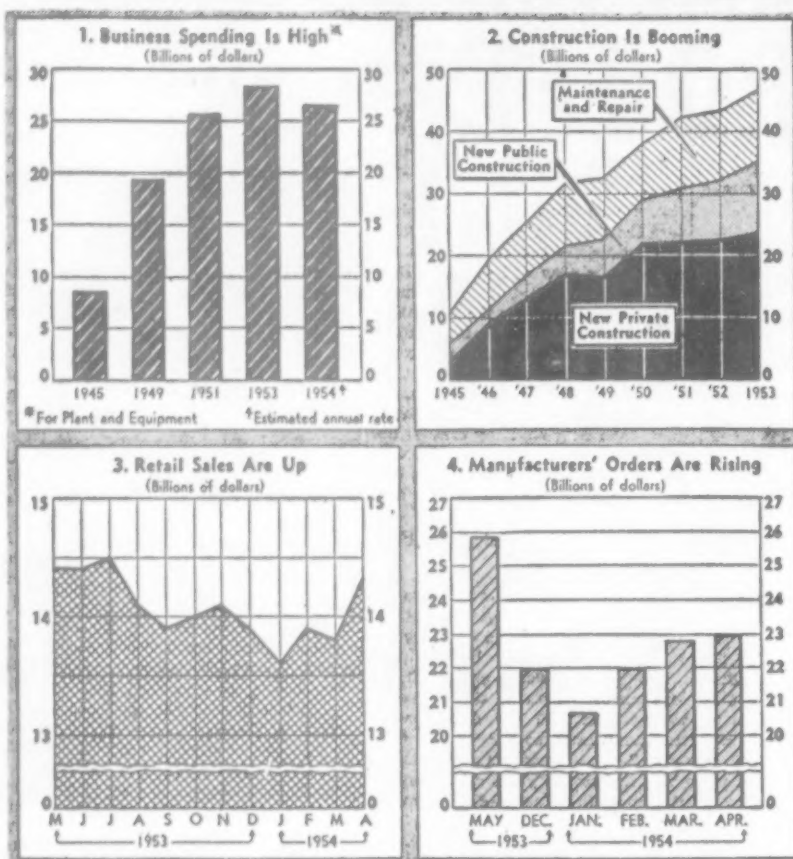 1. Business Spending Is High*
(Billions of dollars)
30 30
25 25
20 20
15 15
10 10
5 5
0 0
1945 1949 1951 1953 1954†
*For Plant and Equipment †Estimated annual rate
2. Construction Is Booming
(Billions of dollars)
50 50
Maintenance
and Repair
40 40
New Public
Construction
30 30
20 20
New Private
Construction
10 10
0 0
1945 '46 '47 '48 '49 '50 '51 '52 1953
3. Retail Sales Are Up
(Billions of dollars)
15 15
14 14
13 13
0 0
M J J A S O N D J F M A
1953 1954
4. Manufacturers' Orders Are Rising
(Billions of dollars)
27 27
26 26
25 25
24 24
23 23
22 22
21 21
20 20
0 0
MAY DEC. JAN. FEB. MAR. APR.
1953 1954